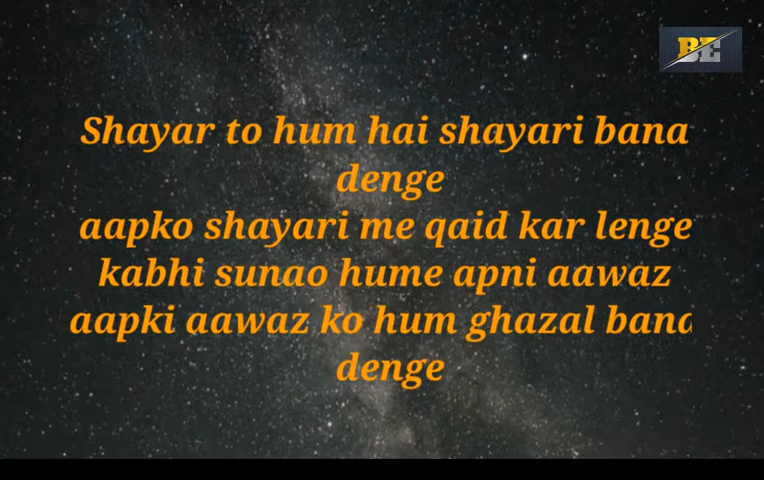 BE
Shayar to hum hai shayari bana
denge
aapko shayari me qaid kar lenge
kabhi sunao hume apni aawaz
aapki aawaz ko hum ghazal bana
denge